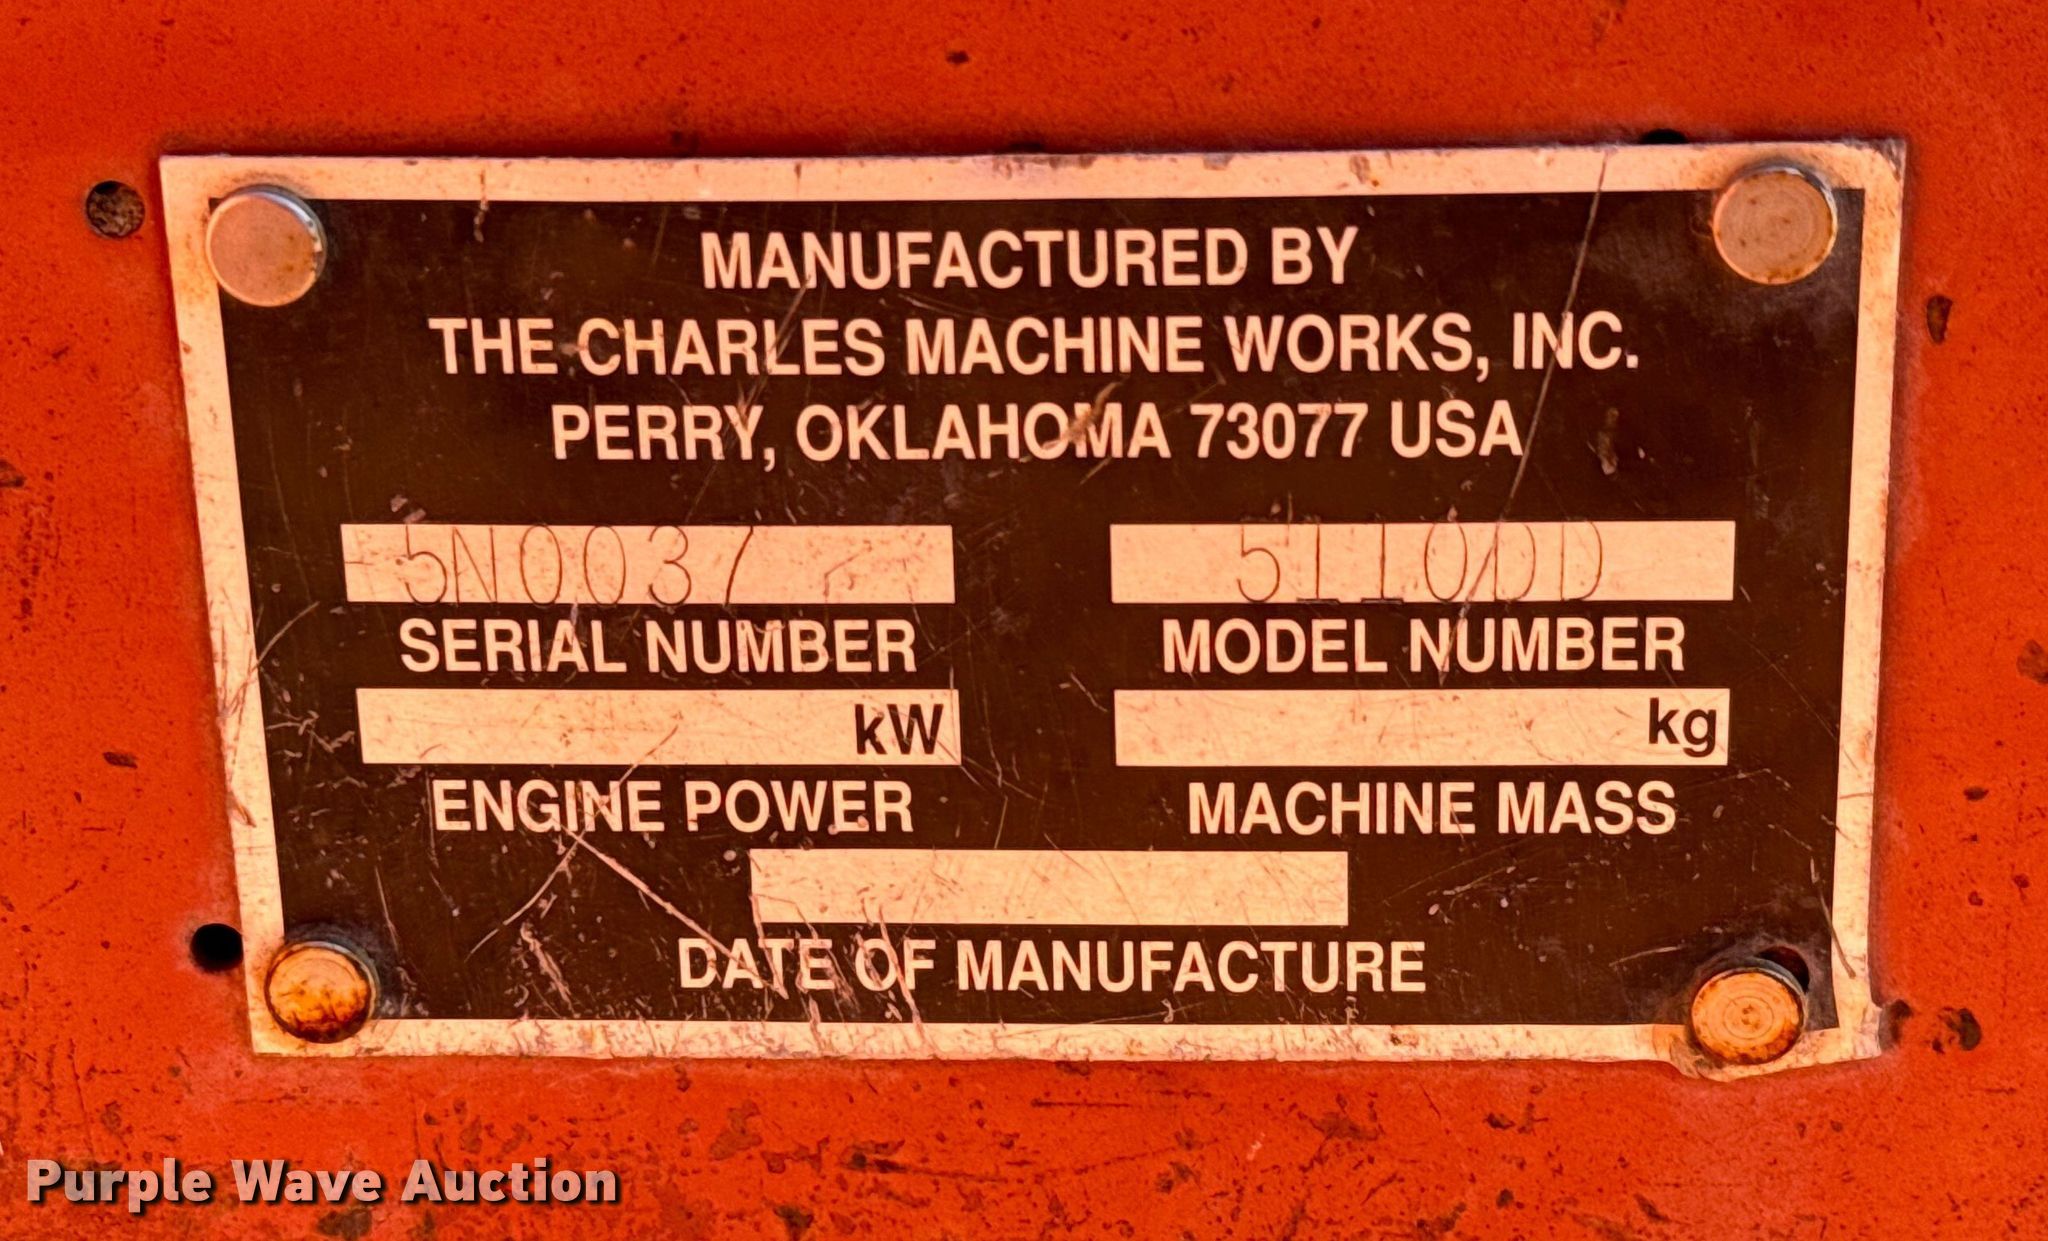 MANUFACTURED BY
THE CHARLES MACHINE WORKS, INC.
PERRY, OKLAHOMA 73077 USA
5N0037 5110DD
SERIAL NUMBER MODEL NUMBER
kW kg
ENGINE POWER MACHINE MASS
DATE OF MANUFACTURE
Purple Wave Auction